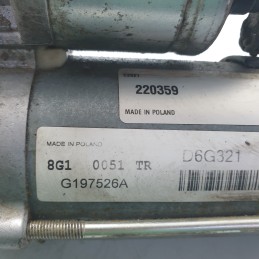 220359
MADE IN POLAND
MADE IN POLAND
8G1 0051 TR D6G321
G197526A